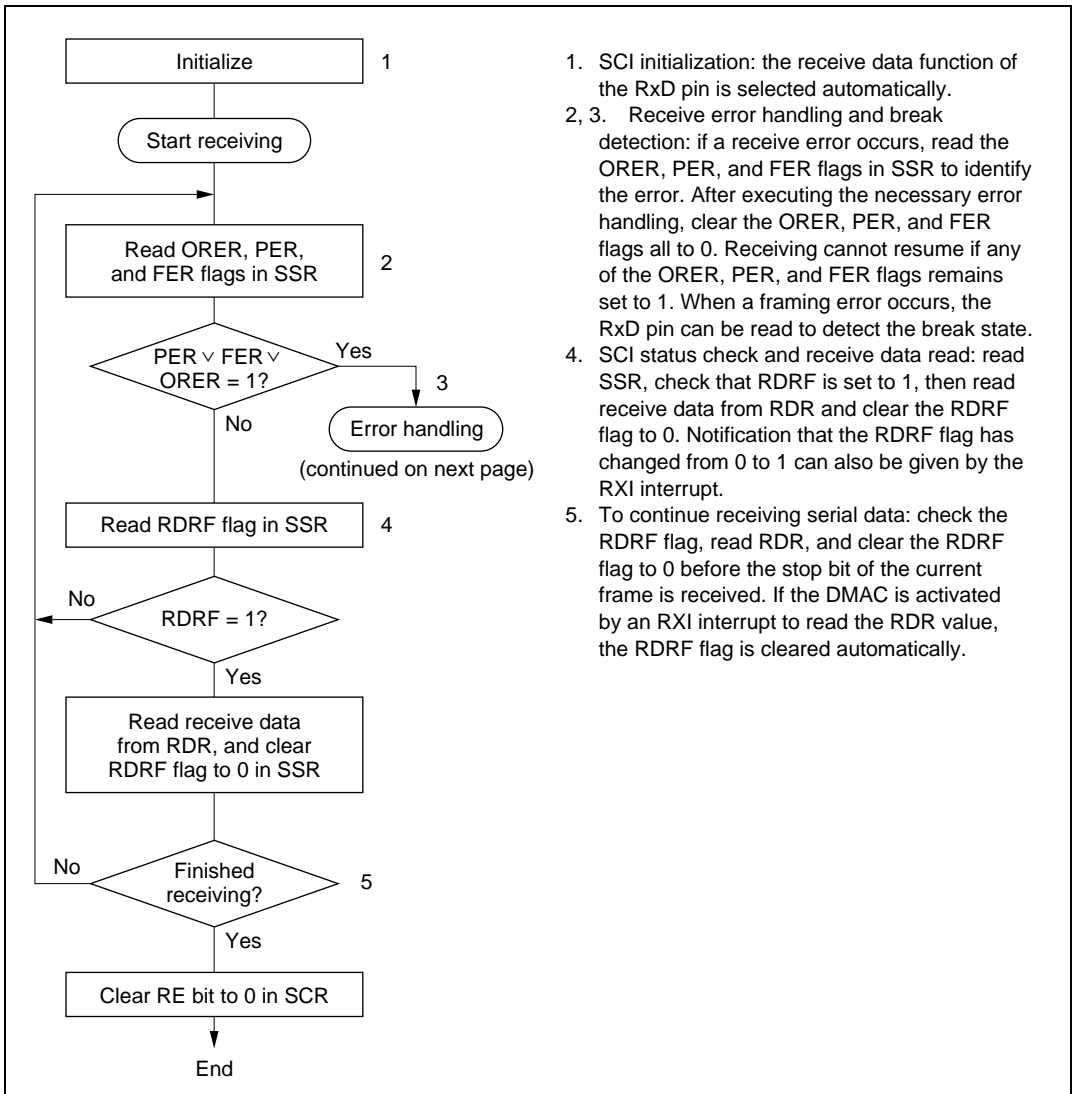 Initialize
1
Start receiving
Read ORER, PER,
and FER flags in SSR
2
PER ∨ FER ∨
ORER = 1?
Yes
3
No
Error handling
(continued on next page)
Read RDRF flag in SSR
4
No
RDRF = 1?
Yes
Read receive data
from RDR, and clear
RDRF flag to 0 in SSR
No
Finished
receiving?
5
Yes
Clear RE bit to 0 in SCR
End
1. SCI initialization: the receive data function of
the RxD pin is selected automatically.
2, 3. Receive error handling and break
detection: if a receive error occurs, read the
ORER, PER, and FER flags in SSR to identify
the error. After executing the necessary error
handling, clear the ORER, PER, and FER
flags all to 0. Receiving cannot resume if any
of the ORER, PER, and FER flags remains
set to 1. When a framing error occurs, the
RxD pin can be read to detect the break state.
4. SCI status check and receive data read: read
SSR, check that RDRF is set to 1, then read
receive data from RDR and clear the RDRF
flag to 0. Notification that the RDRF flag has
changed from 0 to 1 can also be given by the
RXI interrupt.
5. To continue receiving serial data: check the
RDRF flag, read RDR, and clear the RDRF
flag to 0 before the stop bit of the current
frame is received. If the DMAC is activated
by an RXI interrupt to read the RDR value,
the RDRF flag is cleared automatically.